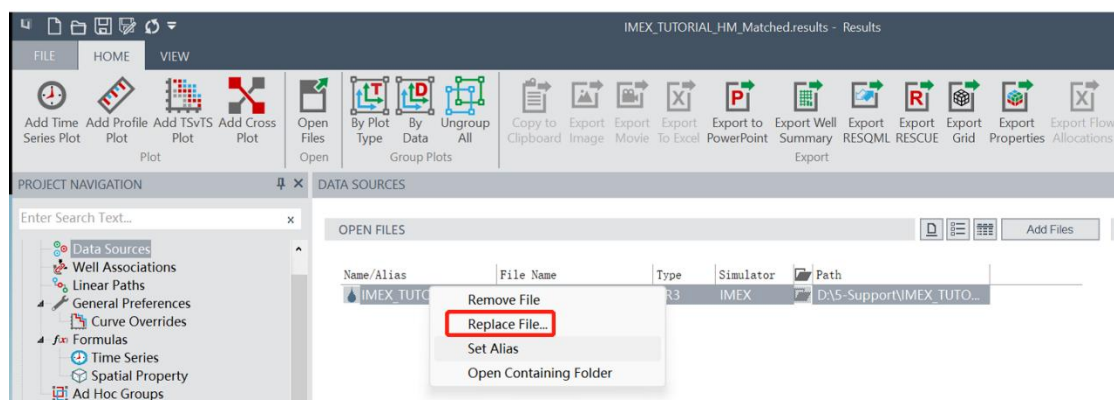 IMEX_TUTORIAL_HM_Matched.results - Results
FILE HOME VIEW
Add Time Series Plot
Add Profile Plot
Add TSvTS Plot
Add Cross Plot
Open Files
By Plot Type
By Data
Ungroup All
Copy to Clipboard
Export Image
Export Movie
Export To Excel
Export to PowerPoint
Export Well Summary
Export RESQML
Export RESCUE
Export Grid
Export Properties
Export Flow Allocations
Plot Open Group Plots Export
PROJECT NAVIGATION
DATA SOURCES
Enter Search Text... x
OPEN FILES
Add Files
Data Sources
Well Associations
Linear Paths
General Preferences
Curve Overrides
Formulas
Time Series
Spatial Property
Ad Hoc Groups
Name/Alias File Name Type Simulator Path
IMEX_TUTO R3 IMEX D:\5-Support\IMEX_TUTO...
Remove File
Replace File...
Set Alias
Open Containing Folder